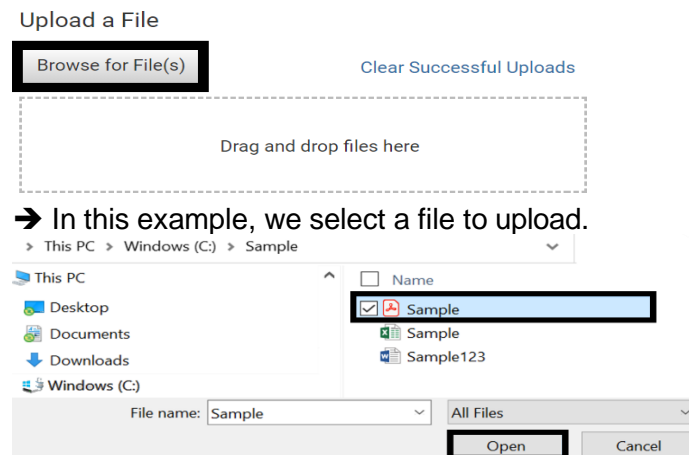 Upload a File
Browse for File(s) Clear Successful Uploads
Drag and drop files here
➔ In this example, we select a file to upload.
> This PC > Windows (C:) > Sample
This PC Name
Desktop Sample
Documents Sample
Downloads Sample123
Windows (C:)
File name: Sample All Files
Open Cancel